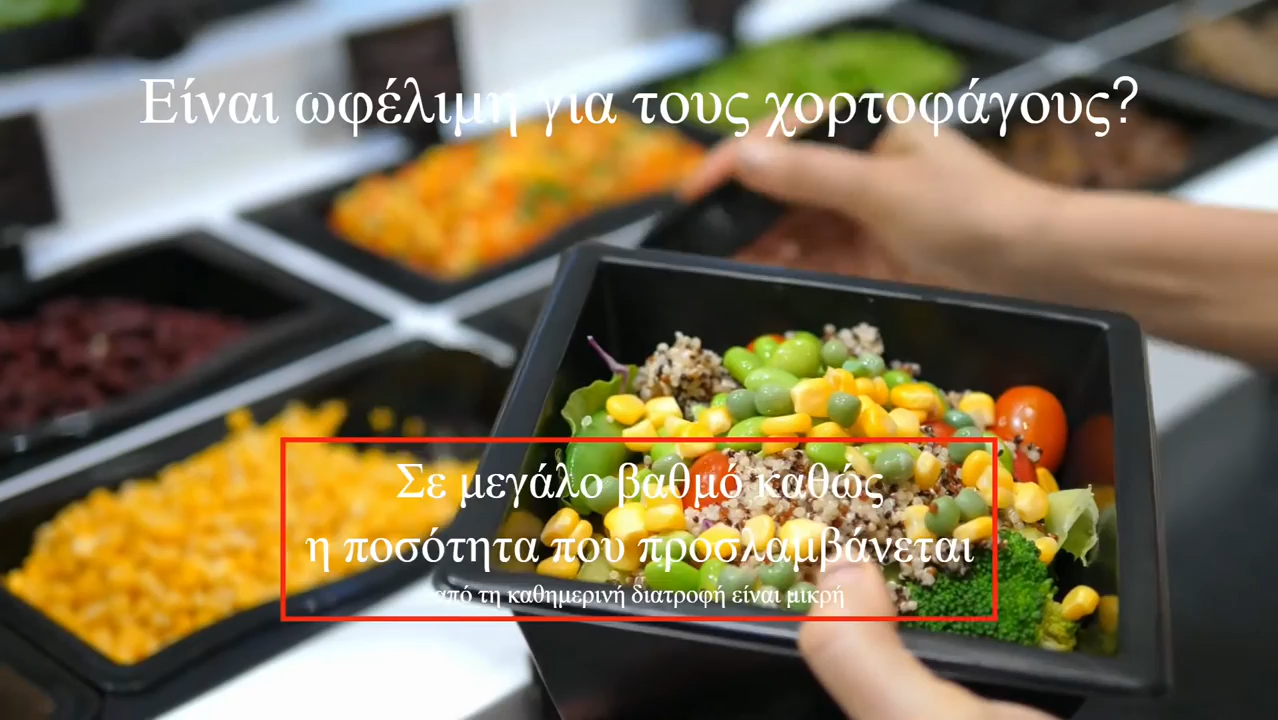 Είναι ωφέλιμη για τους χορτοφάγους?
Σε μεγάλο βαθμό καθώς
η ποσότητα που προσλαμβάνεται
από τη καθημερινή διατροφή είναι μικρή